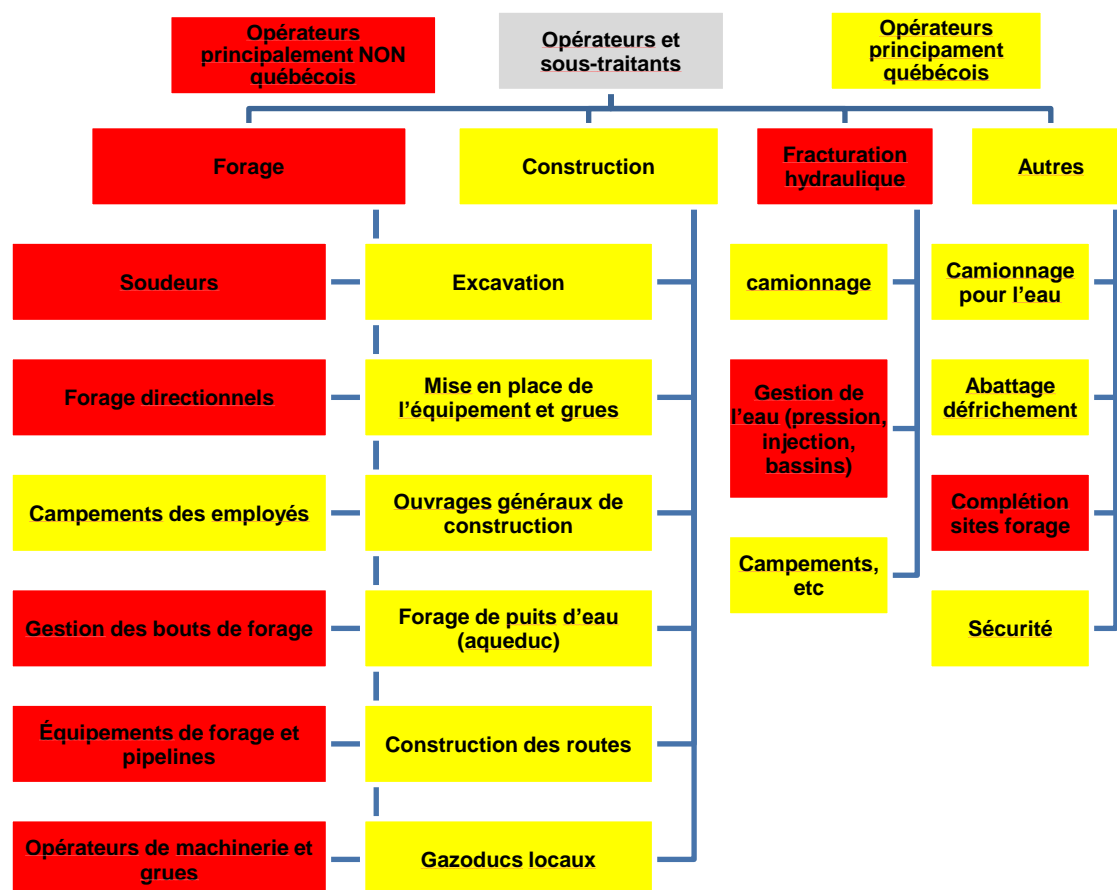 Opérateurs
principalement NON
québécois
Opérateurs et
sous-traitants
Opérateurs
principament
québécois
Forage
Construction
Fracturation
hydraulique
Autres
Soudeurs
Forage directionnels
Campements des employés
Gestion des bouts de forage
Équipements de forage et
pipelines
Opérateurs de machinerie et
grues
Excavation
Mise en place de
l’équipement et grues
Ouvrages généraux de
construction
Forage de puits d’eau
(aqueduc)
Construction des routes
Gazoducs locaux
camionnage
Gestion de
l’eau (pression,
injection,
bassins)
Campements,
etc
Camionnage
pour l’eau
Abattage
défrichement
Complétion
sites forage
Sécurité